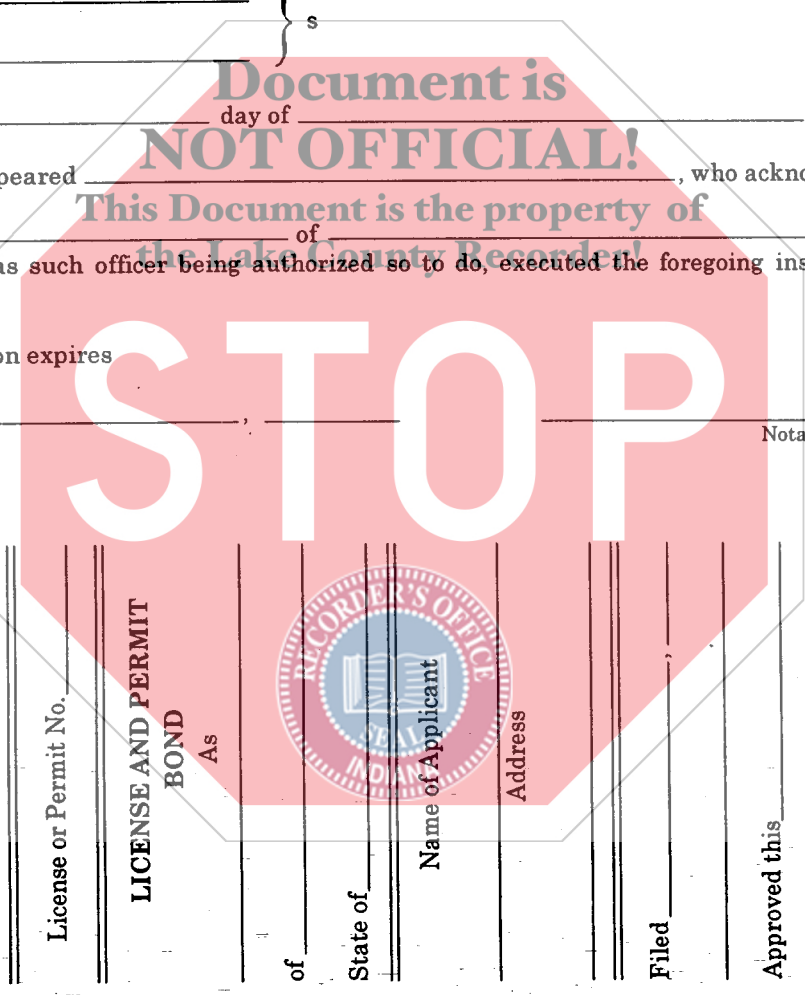 s
Document is
day of
NOT OFFICIAL!
peared , who ackno
This Document is the property of
of
the Lake County Recorder!
as such officer being authorized so to do, executed the foregoing ins
STOP
on expires
,
Nota
License or Permit No.
LICENSE AND PERMIT
BOND
As
of
State of
RECORDER'S OFFICE
SEAL
INDIANA
Name of Applicant
Address
Filed ,
Approved this